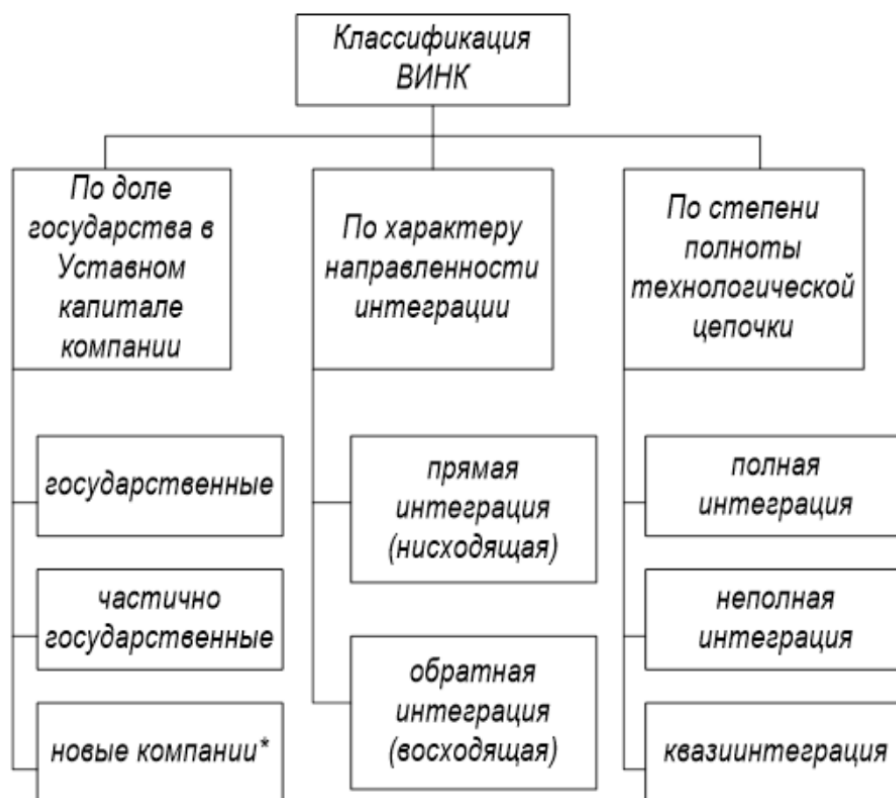 Классификация
ВИНК
По доле
государства в
Уставном
капитале
компании
государственные
частично
государственные
новые компании*
По характеру
направленности
интеграции
прямая
интеграция
(нисходящая)
обратная
интеграция
(восходящая)
По степени
полноты
технологической
цепочки
полная
интеграция
неполная
интеграция
квазиинтеграция